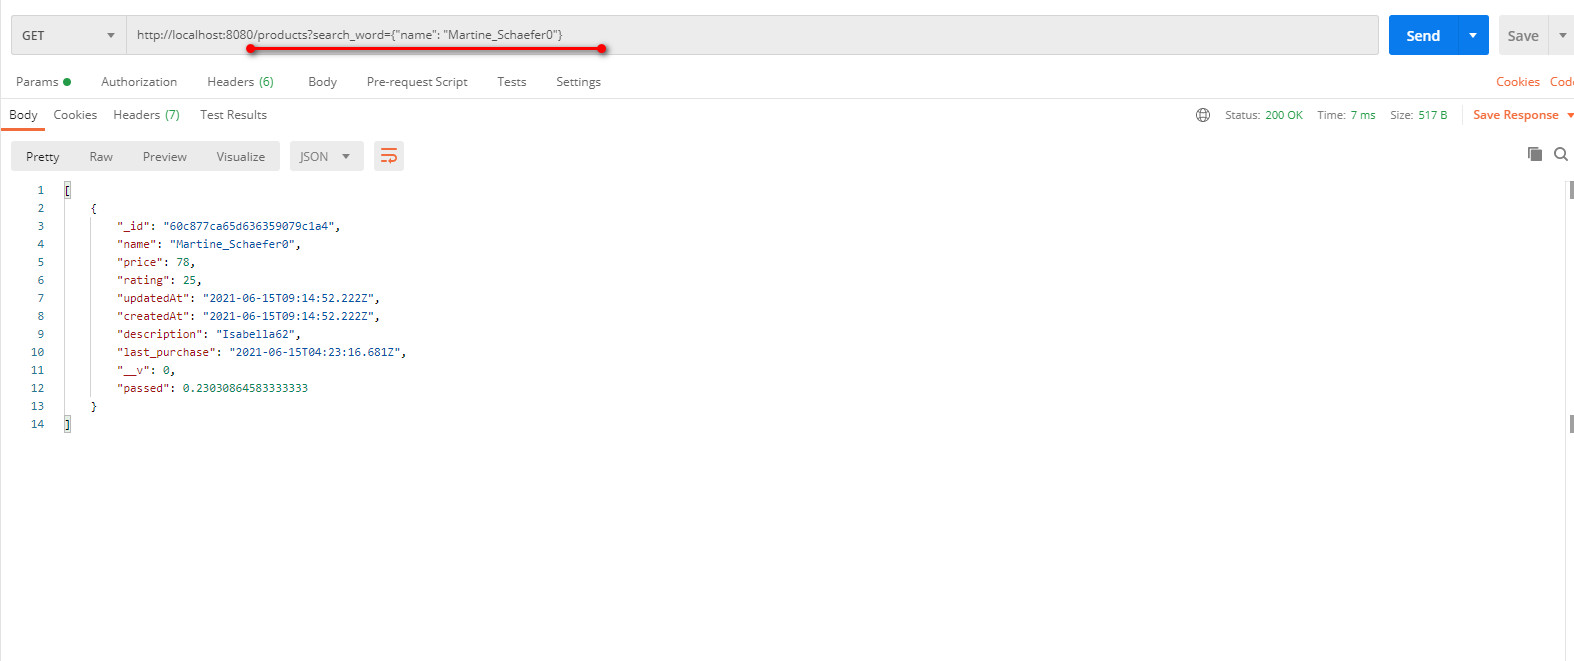 GET http://localhost:8080/products?search_word={"name": "Martine_Schaefer0"} Send Save
Params Authorization Headers (6) Body Pre-request Script Tests Settings Cookies Code
Body Cookies Headers (7) Test Results Status: 200 OK Time: 7 ms Size: 517 B Save Response
Pretty Raw Preview Visualize JSON
1 [
2 {
3 "_id": "60c877ca65d636359079c1a4",
4 "name": "Martine_Schaefer0",
5 "price": 78,
6 "rating": 25,
7 "updatedAt": "2021-06-15T09:14:52.222Z",
8 "createdAt": "2021-06-15T09:14:52.222Z",
9 "description": "Isabella62",
10 "last_purchase": "2021-06-15T04:23:16.681Z",
11 "__v": 0,
12 "passed": 0.23030864583333333
13 }
14 ]